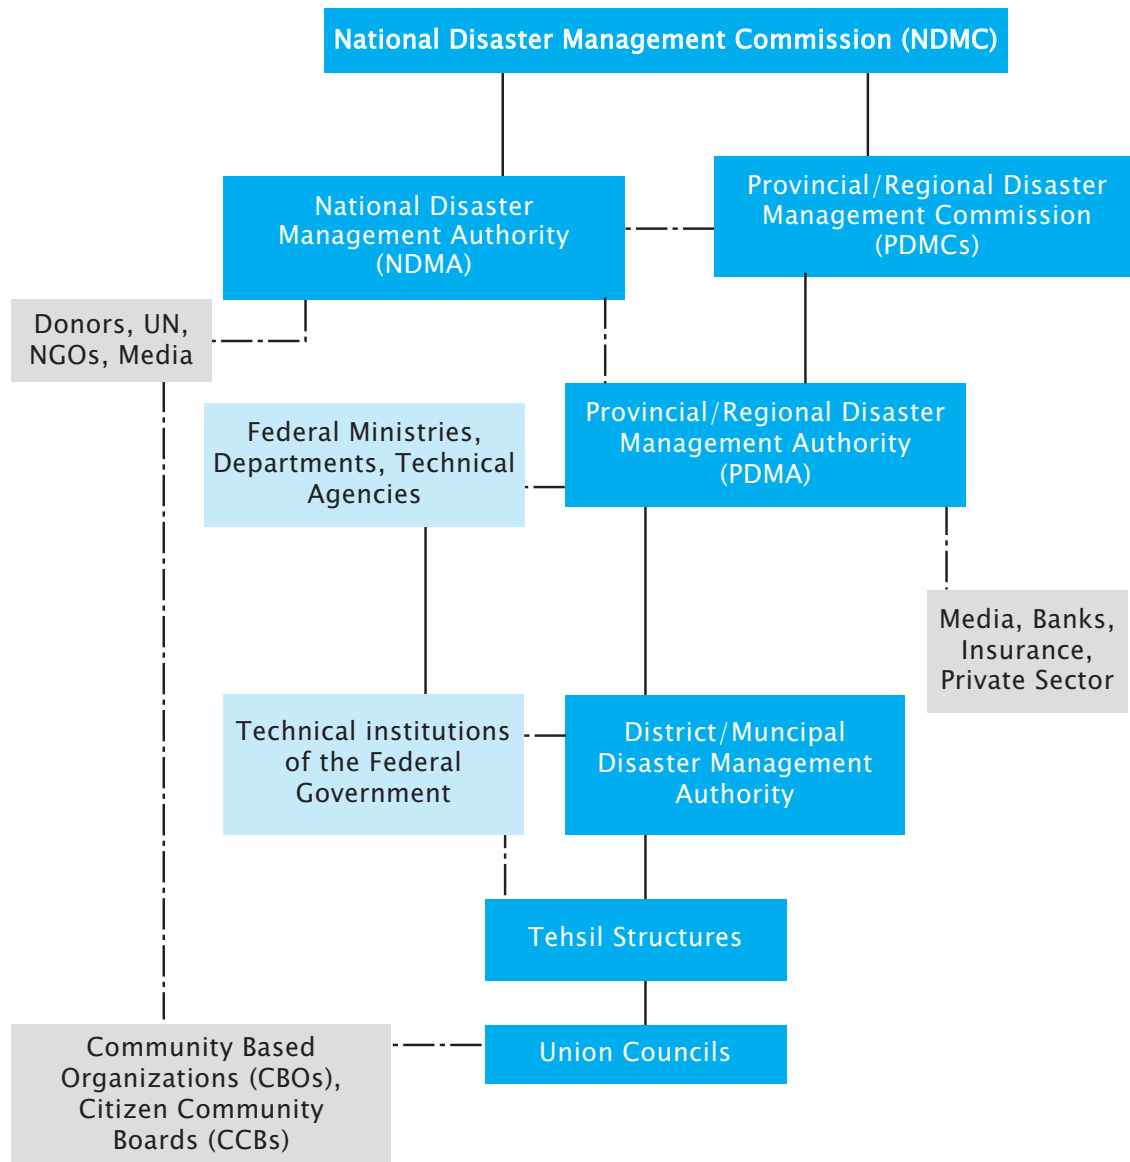 National Disaster Management Commission (NDMC)
National Disaster
Management Authority
(NDMA)
Provincial/Regional Disaster
Management Commission
(PDMCs)
Donors, UN,
NGOs, Media
Federal Ministries,
Departments, Technical
Agencies
Provincial/Regional Disaster
Management Authority
(PDMA)
Media, Banks,
Insurance,
Private Sector
Technical institutions
of the Federal
Government
District/Muncipal
Disaster Management
Authority
Tehsil Structures
Community Based
Organizations (CBOs),
Citizen Community
Boards (CCBs)
Union Councils